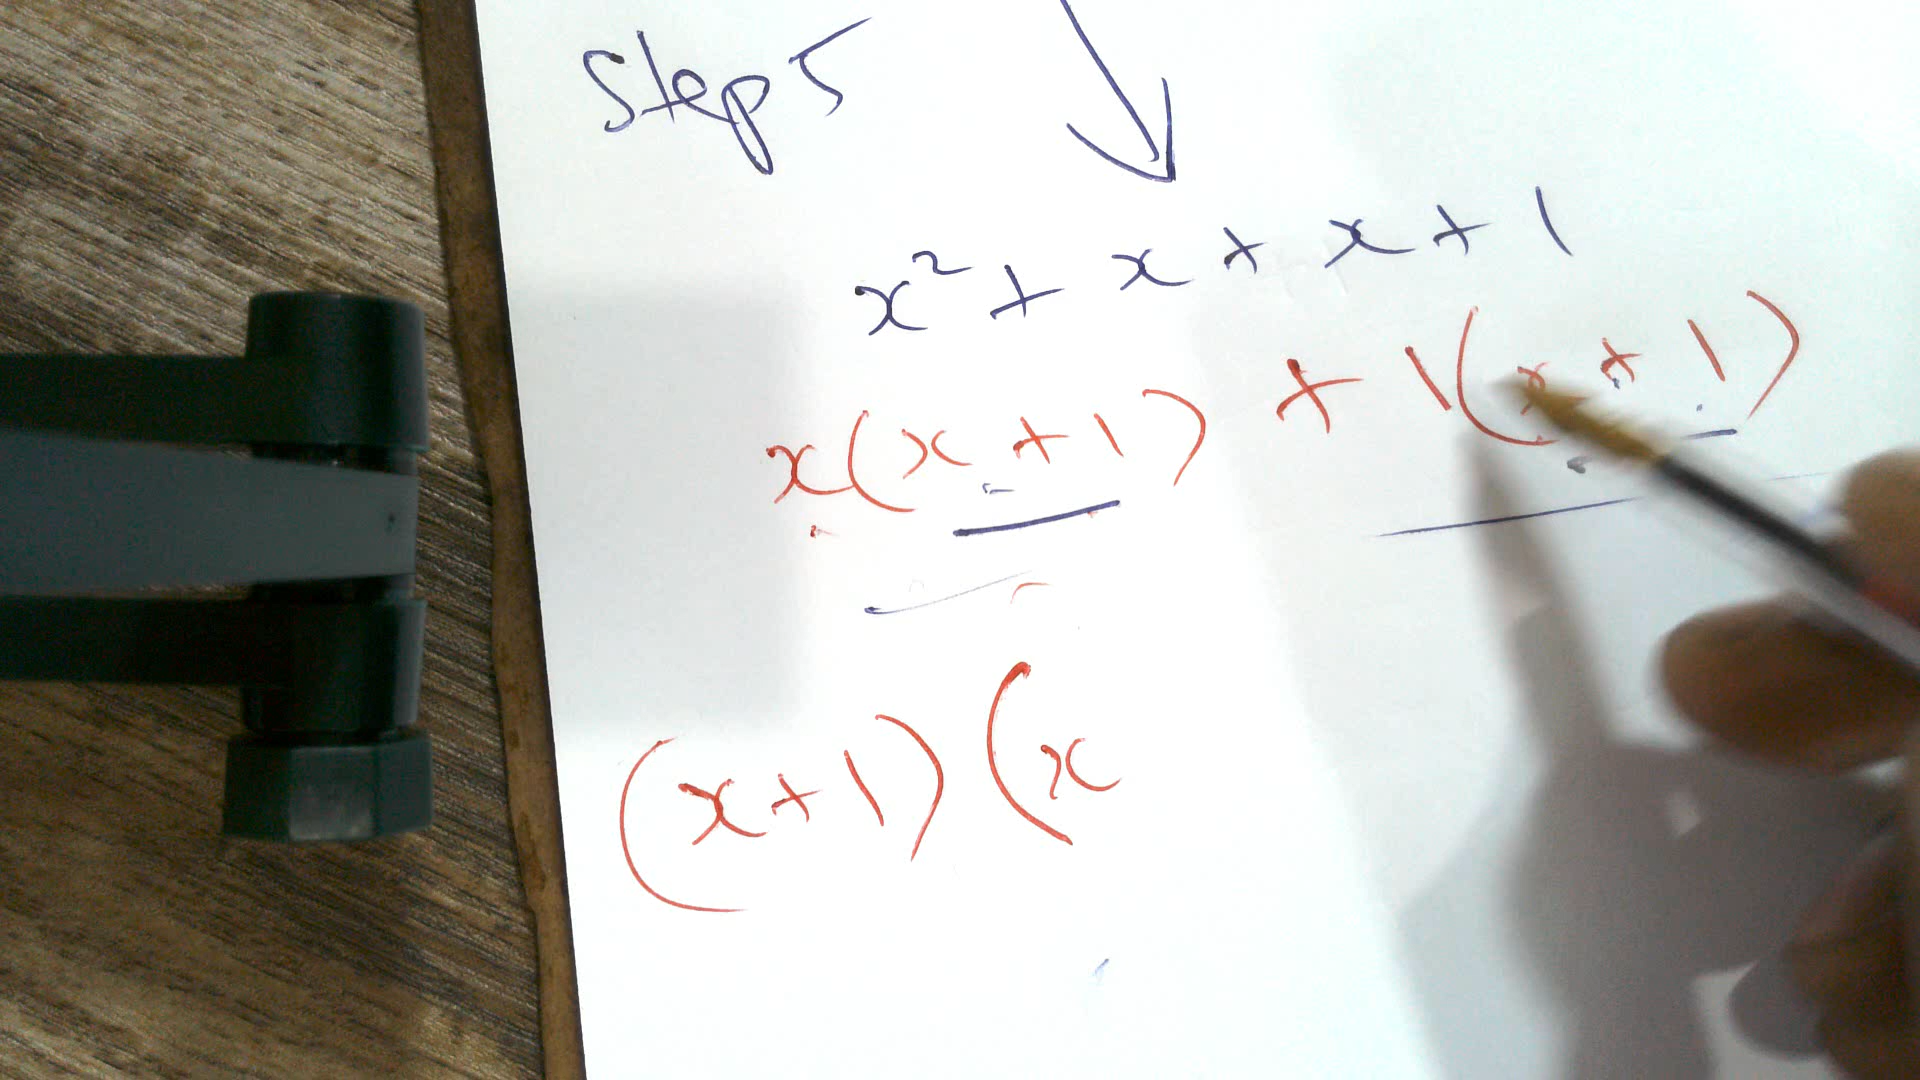 Step 5
x² + x + x + 1
x(x + 1) + 1(x + 1)
(x + 1) (x